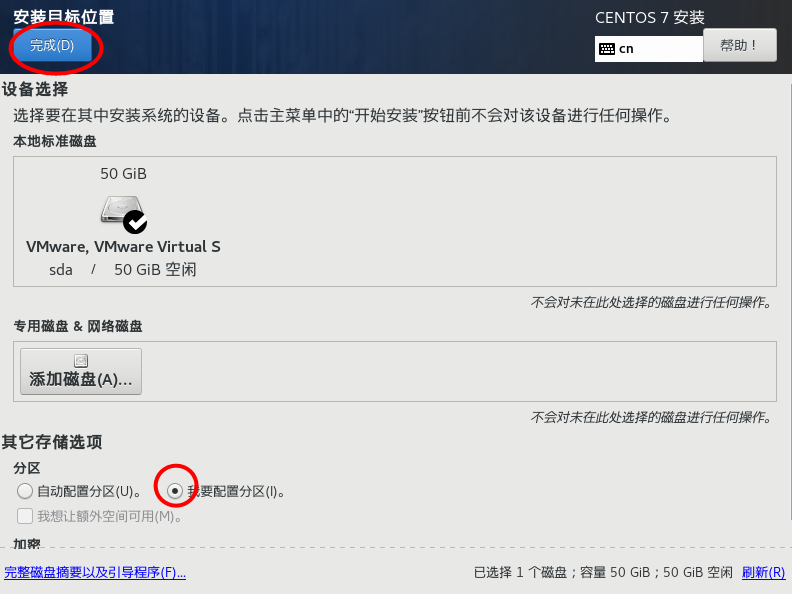 安装目标位置
CENTOS 7 安装
完成(D)
cn
帮助！
设备选择
选择要在其中安装系统的设备。点击主菜单中的“开始安装”按钮前不会对该设备进行任何操作。
本地标准磁盘
50 GiB
VMware, VMware Virtual S
sda / 50 GiB 空闲
不会对未在此处选择的磁盘进行任何操作。
专用磁盘 & 网络磁盘
添加磁盘(A)...
不会对未在此处选择的磁盘进行任何操作。
其它存储选项
分区
自动配置分区(U)。 我要配置分区(I)。
我想让额外空间可用(M)。
加密
完整磁盘摘要以及引导程序(F)... 已选择 1 个磁盘；容量 50 GiB；50 GiB 空闲 刷新(R)